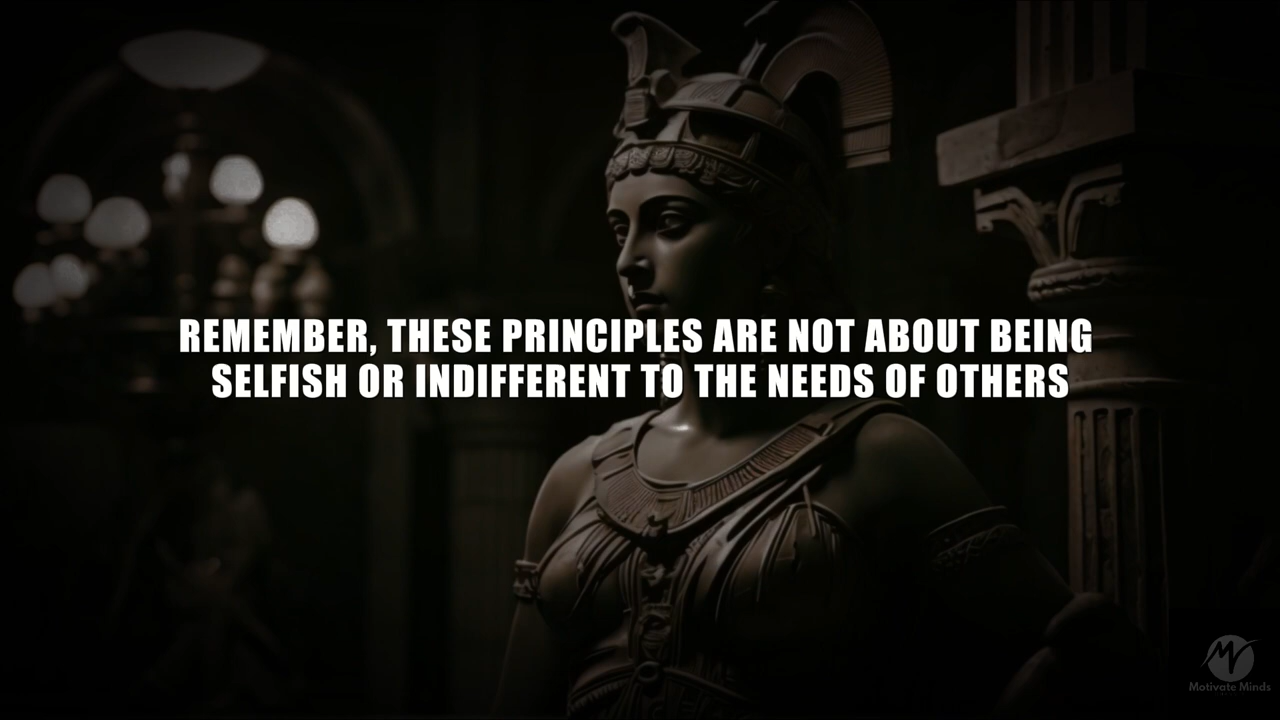 REMEMBER, THESE PRINCIPLES ARE NOT ABOUT BEING
SELFISH OR INDIFFERENT TO THE NEEDS OF OTHERS
Motivate Minds